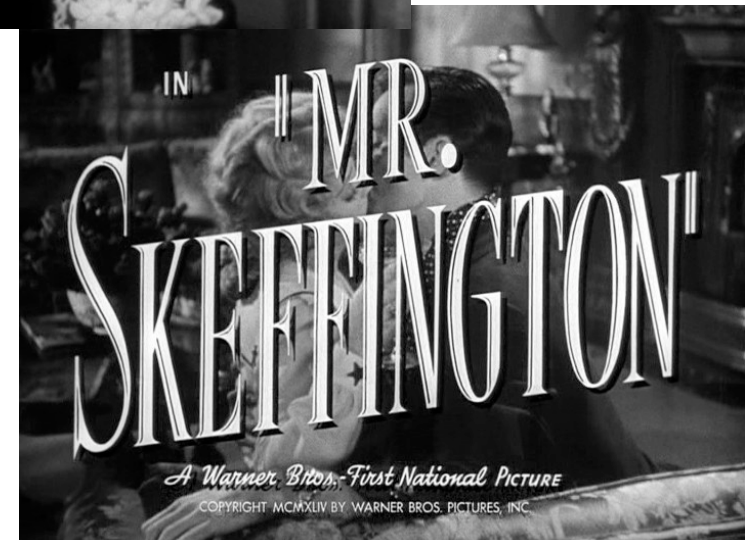 IN
"MR.
SKEFFINGTON"
A Warner Bros.-First National PICTURE
COPYRIGHT MCMXLIV BY WARNER BROS. PICTURES, INC.